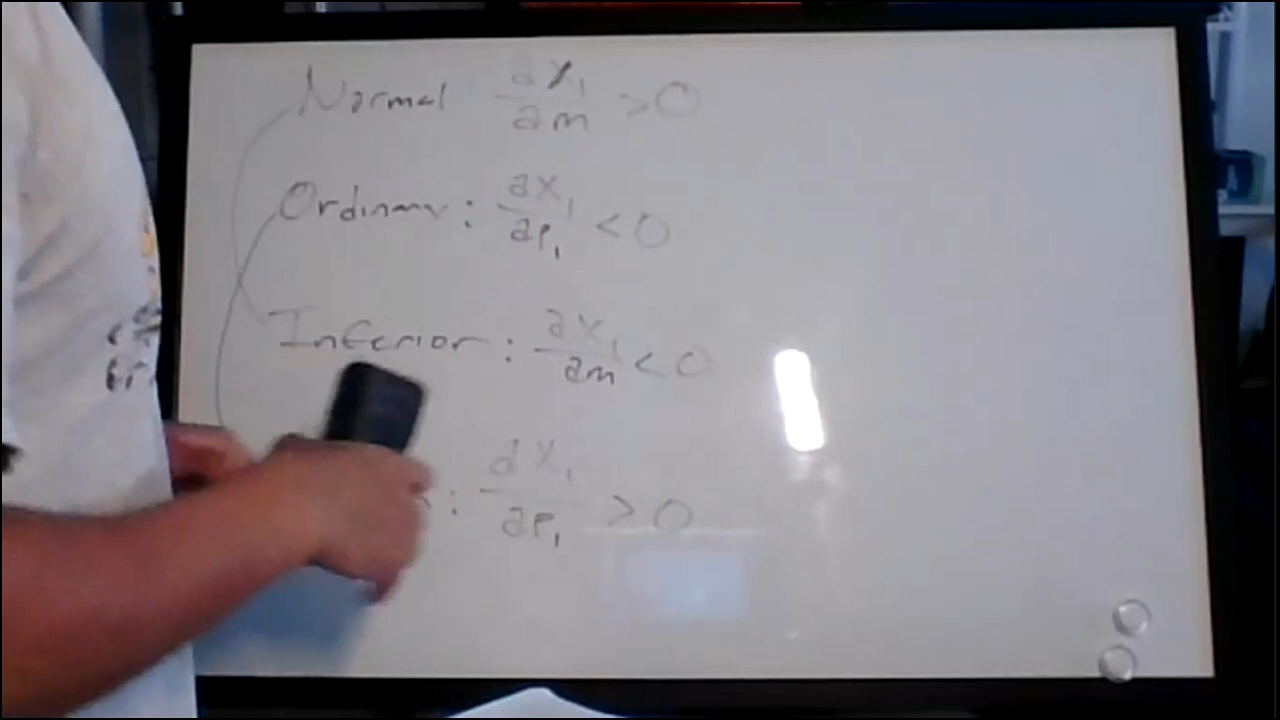 Normal ∂x₁/∂m > 0
Ordinary : ∂x₁/∂p₁ < 0
Inferior : ∂x₁/∂m < 0
: ∂x₁/∂p₁ > 0